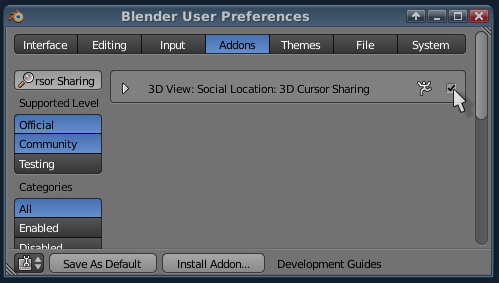 Blender User Preferences
Interface Editing Input Addons Themes File System
rsor Sharing
3D View: Social Location: 3D Cursor Sharing
Supported Level
Official
Community
Testing
Categories
All
Enabled
Disabled
Save As Default Install Addon... Development Guides